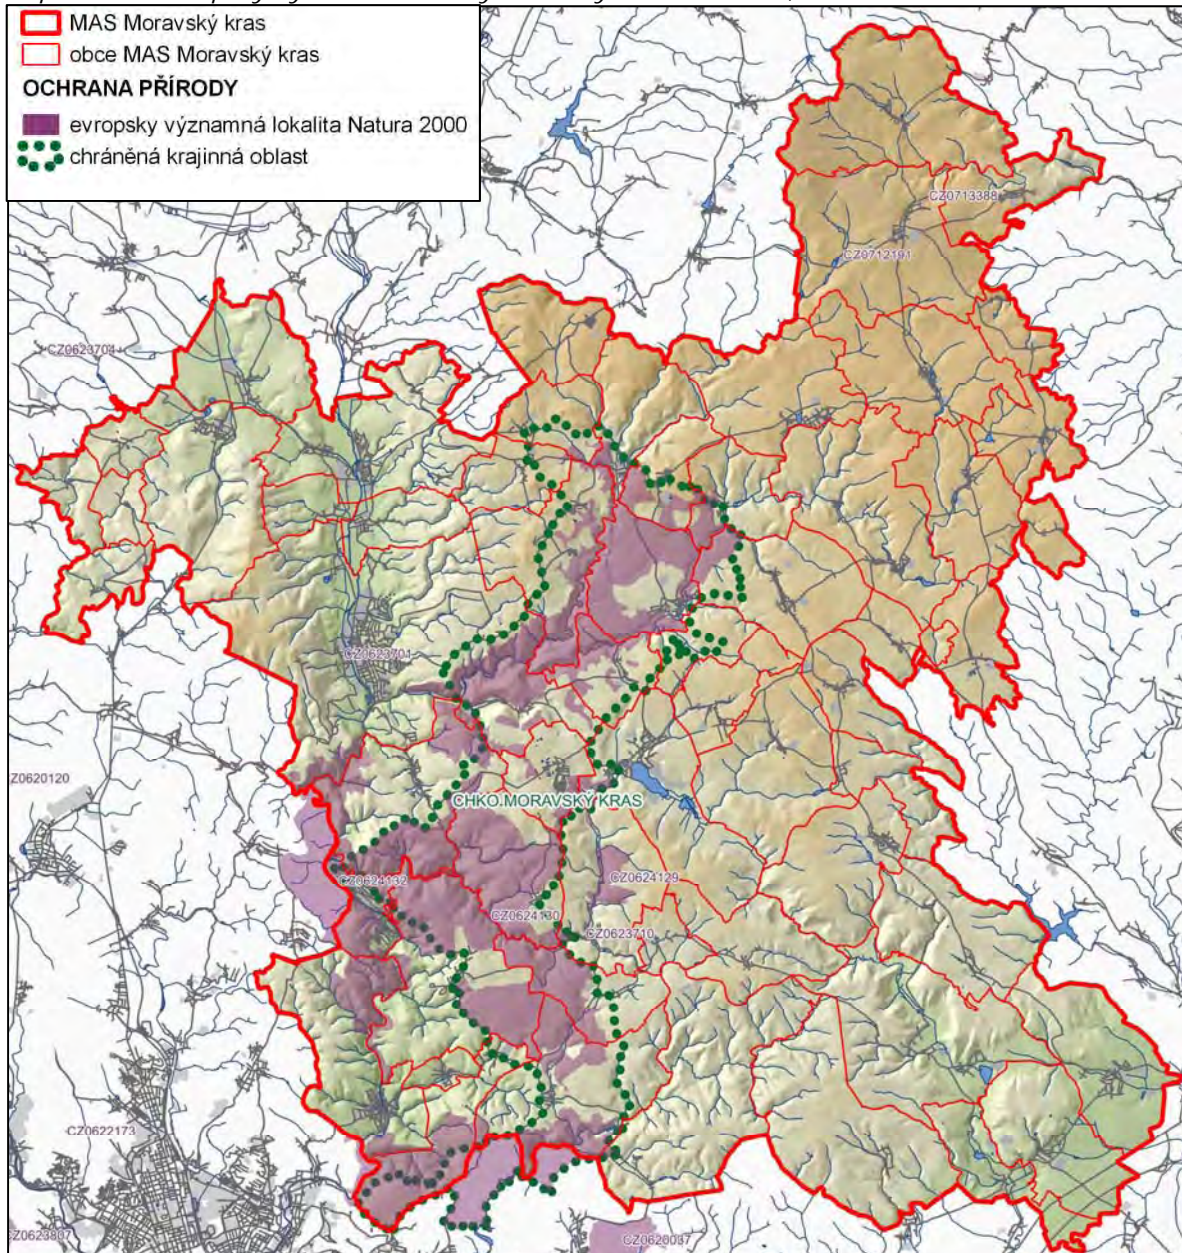 MAS Moravský kras
obce MAS Moravský kras
OCHRANA PŘÍRODY
evropsky významná lokalita Natura 2000
chráněná krajinná oblast
CZ0713388
CZ0712191
CZ0623704
CZ0623701
CZ0620120
CHKO MORAVSKÝ KRAS
CZ0624132
CZ0624129
CZ0624130
CZ0623710
CZ0622173
CZ0623807
CZ0620037